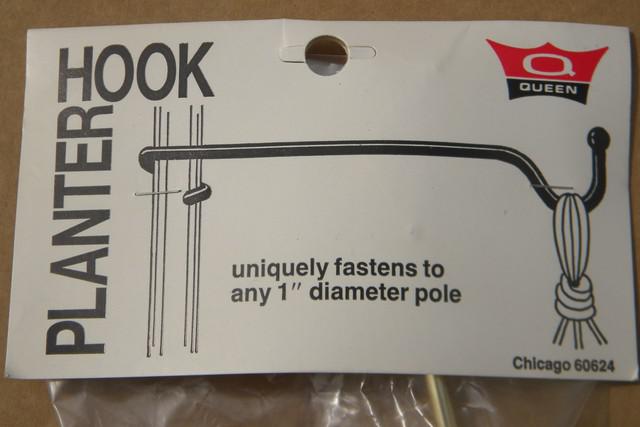 PLANTER
HOOK
Q
QUEEN
uniquely fastens to
any 1" diameter pole
Chicago 60624